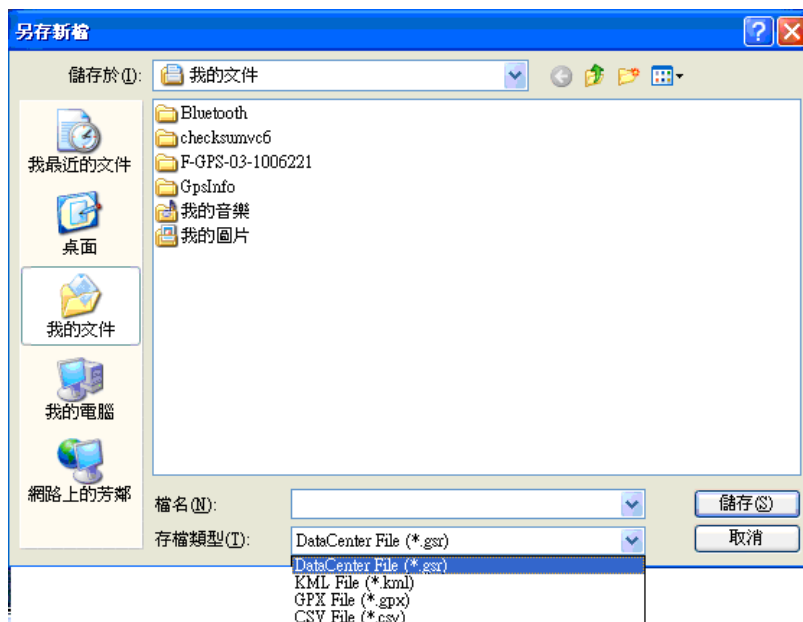 另存新檔
儲存於(I): 我的文件
我最近的文件
桌面
我的文件
我的電腦
網路上的芳鄰
Bluetooth
checksumvc6
F-GPS-03-1006221
GpsInfo
我的音樂
我的圖片
檔名(N):
儲存(S)
存檔類型(T): DataCenter File (*.gsr)
取消
DataCenter File (*.gsr)
KML File (*.kml)
GPX File (*.gpx)
CSV File (*.csv)